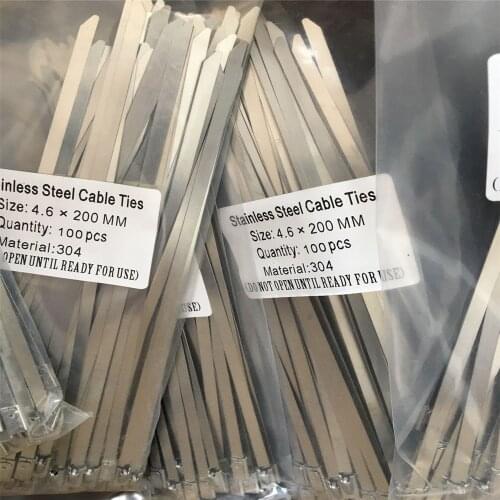 inless Steel Cable Ties
Size: 4.6 × 200 MM
Quantity: 100 pcs
Material:304
O OPEN UNTIL READY FOR USE)
Stainless Steel Cable Ties
Size: 4.6 × 200 MM
Quantity: 100 pcs
Material:304
(DO NOT OPEN UNTIL READY FOR USE)
USE)